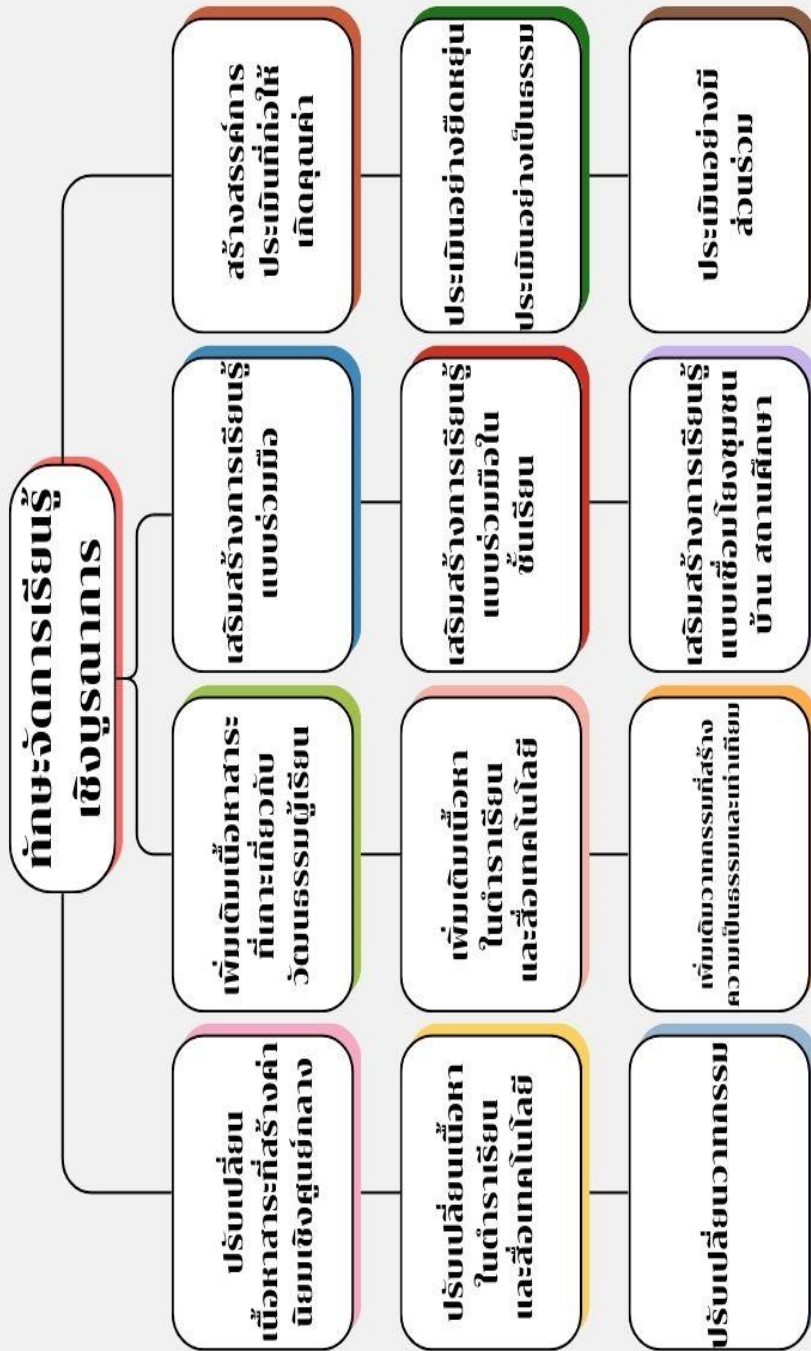 ทักษะจัดการเรียนรู้
เชิงบูรณาการ
ปรับเปลี่ยน
เนื้อหาสาระที่สร้างค่า
นิยมเชิงศูนย์กลาง
เพิ่มเติมเนื้อหาสาระ
ที่เกาะเกี่ยวกับ
วัฒนธรรมผู้เรียน
เสริมสร้างการเรียนรู้
แบบร่วมมือ
สร้างสรรค์การ
ประเมินที่ก่อให้
เกิดคุณค่า
ปรับเปลี่ยนเนื้อหา
ในตำราเรียน
และสื่อเทคโนโลยี
เพิ่มเติมเนื้อหา
ในตำราเรียน
และสื่อเทคโนโลยี
เสริมสร้างการเรียนรู้
แบบร่วมมือใน
ชั้นเรียน
ประเมินอย่างยืดหยุ่น
ประเมินอย่างเป็นธรรม
ปรับเปลี่ยนวาทกรรม
เพิ่มเติมวาทกรรมที่สร้าง
ความเป็นธรรมและเท่าเทียม
เสริมสร้างการเรียนรู้
แบบเชื่อมโยงชุมชน
บ้าน สถานศึกษา
ประเมินอย่างมี
ส่วนร่วม